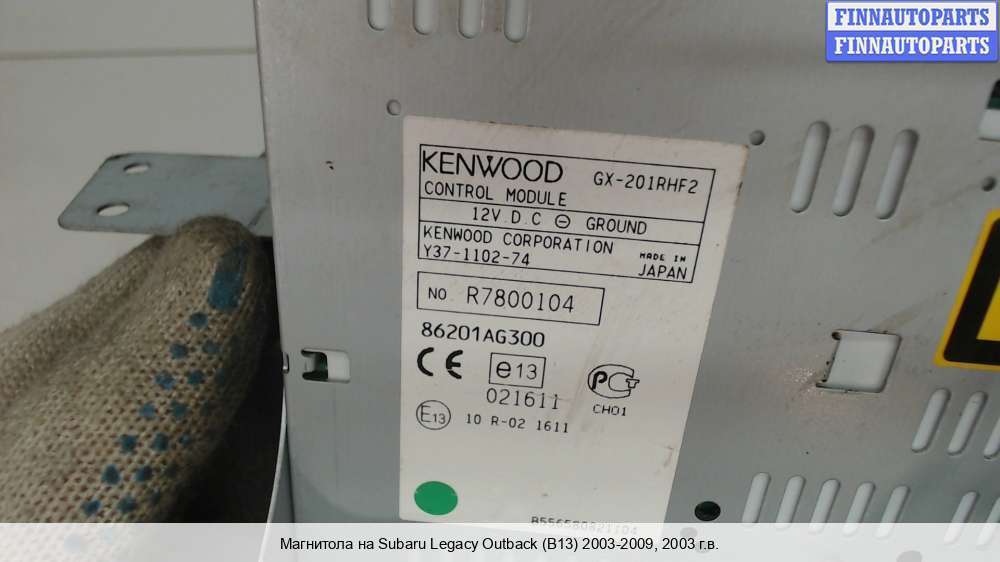 FINNAUTOPARTS
FINNAUTOPARTS
KENWOOD GX-201RHF2
CONTROL MODULE
12V D.C ⊖ GROUND
KENWOOD CORPORATION
Y37-1102-74
MADE IN
JAPAN
NO. R7800104
86201AG300
CE e13
021611
PCT
CH01
E13 10 R-02 1611
Магнитола на Subaru Legacy Outback (B13) 2003-2009, 2003 г.в.